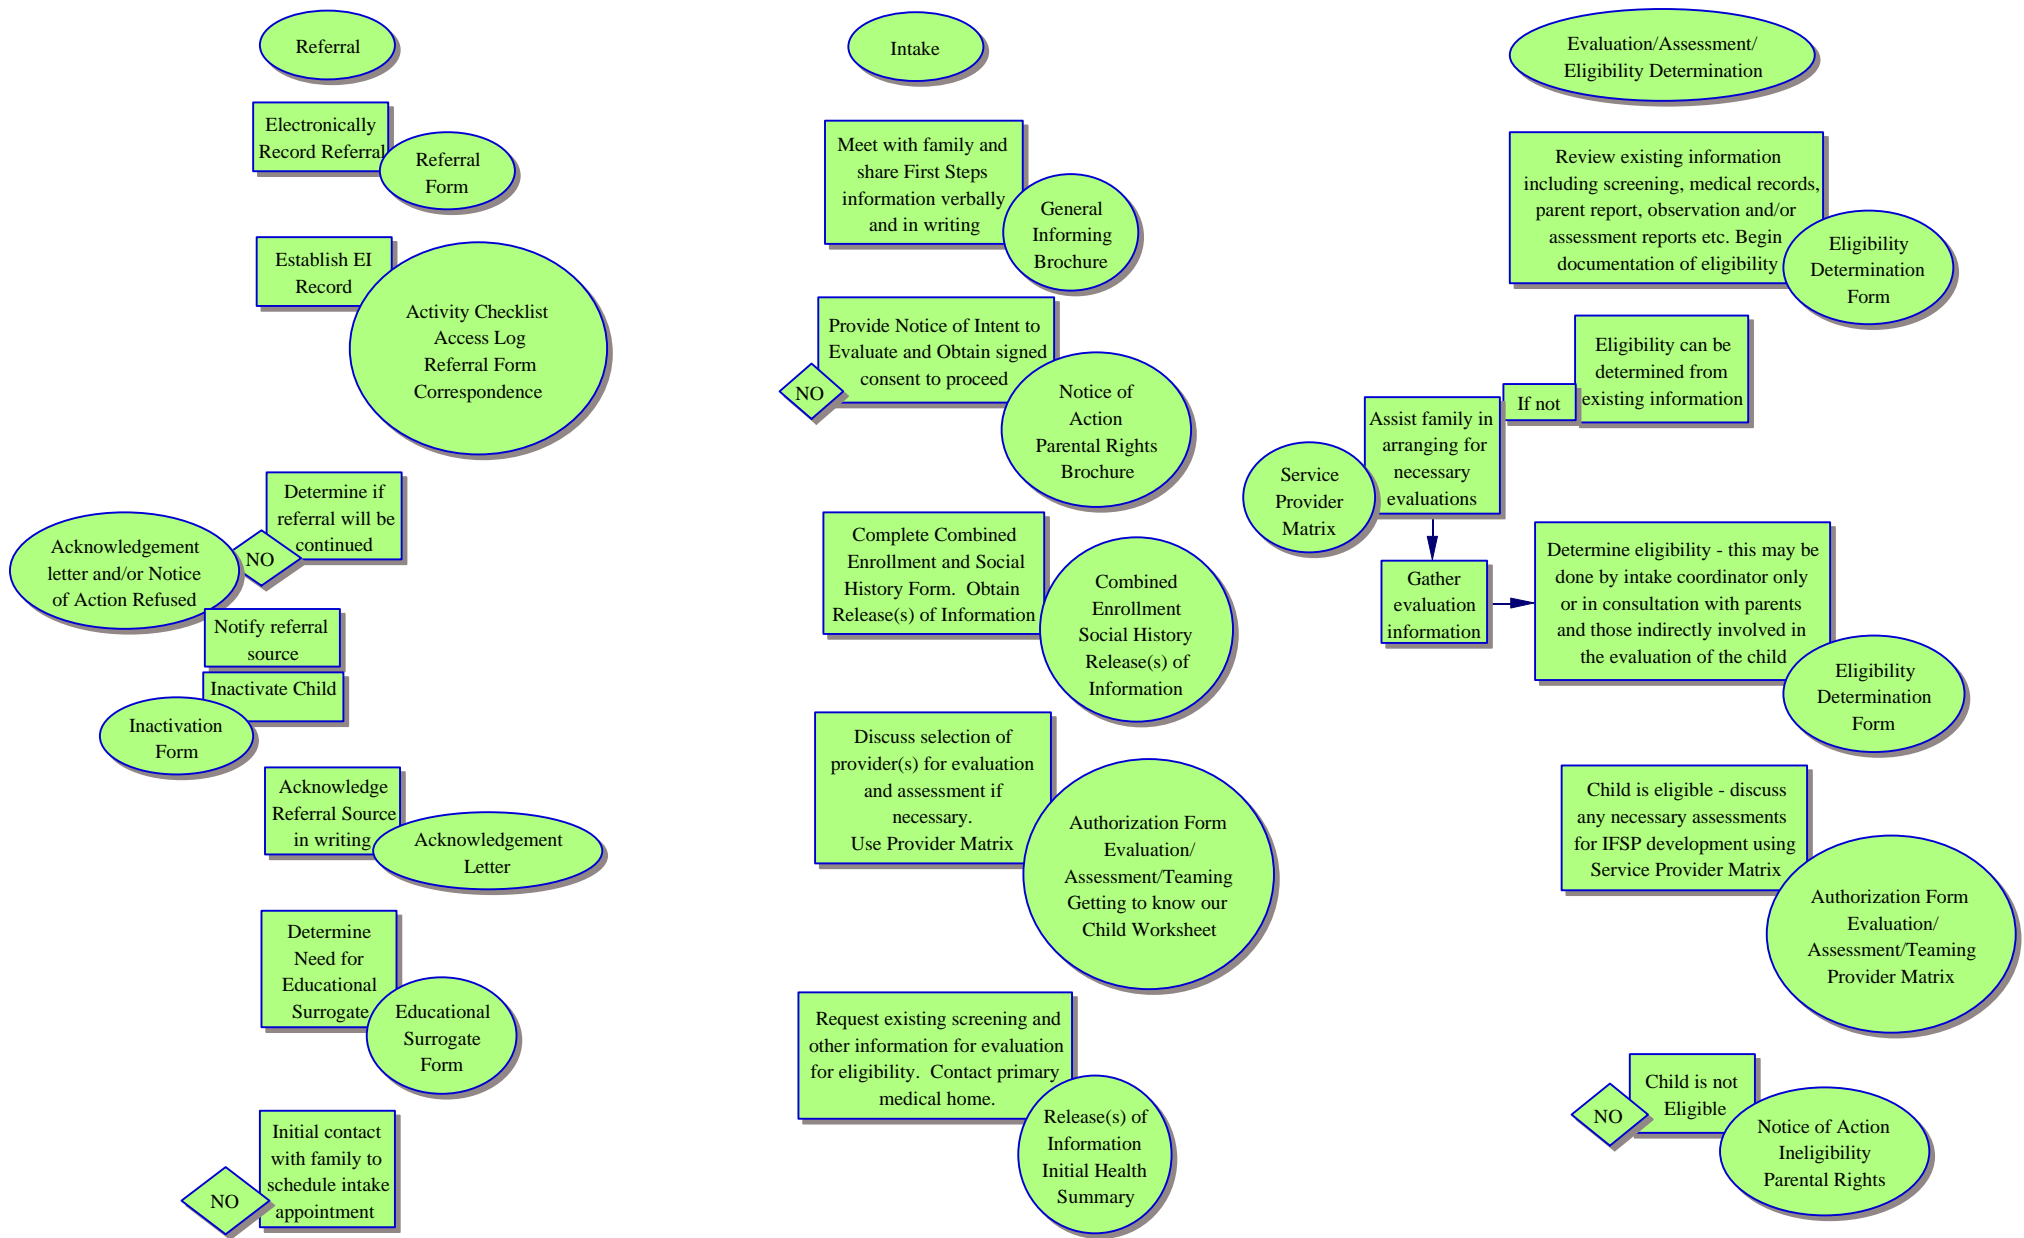 Referral
Electronically
Record Referral
Referral
Form
Establish EI
Record
Activity Checklist
Access Log
Referral Form
Correspondence
Determine if
referral will be
continued
NO
Acknowledgement
letter and/or Notice
of Action Refused
Notify referral
source
Inactivate Child
Inactivation
Form
Acknowledge
Referral Source
in writing
Acknowledgement
Letter
Determine
Need for
Educational
Surrogate
Educational
Surrogate
Form
Initial contact
with family to
schedule intake
appointment
NO
Intake
Meet with family and
share First Steps
information verbally
and in writing
General
Informing
Brochure
Provide Notice of Intent to
Evaluate and Obtain signed
consent to proceed
NO
Notice of
Action
Parental Rights
Brochure
Complete Combined
Enrollment and Social
History Form.  Obtain
Release(s) of Information
Combined
Enrollment
Social History
Release(s) of
Information
Discuss selection of
provider(s) for evaluation
and assessment if
necessary.
Use Provider Matrix
Authorization Form
Evaluation/
Assessment/Teaming
Getting to know our
Child Worksheet
Request existing screening and
other information for evaluation
for eligibility.  Contact primary
medical home.
Release(s) of
Information
Initial Health
Summary
Evaluation/Assessment/
Eligibility Determination
Review existing information
including screening, medical records,
parent report, observation and/or
assessment reports etc. Begin
documentation of eligibility
Eligibility
Determination
Form
Eligibility can be
determined from
existing information
If not
Assist family in
arranging for
necessary
evaluations
Service
Provider
Matrix
Gather
evaluation
information
Determine eligibility - this may be
done by intake coordinator only
or in consultation with parents
and those indirectly involved in
the evaluation of the child
Eligibility
Determination
Form
Child is eligible - discuss
any necessary assessments
for IFSP development using
Service Provider Matrix
Authorization Form
Evaluation/
Assessment/Teaming
Provider Matrix
Child is not
Eligible
NO
Notice of Action
Ineligibility
Parental Rights